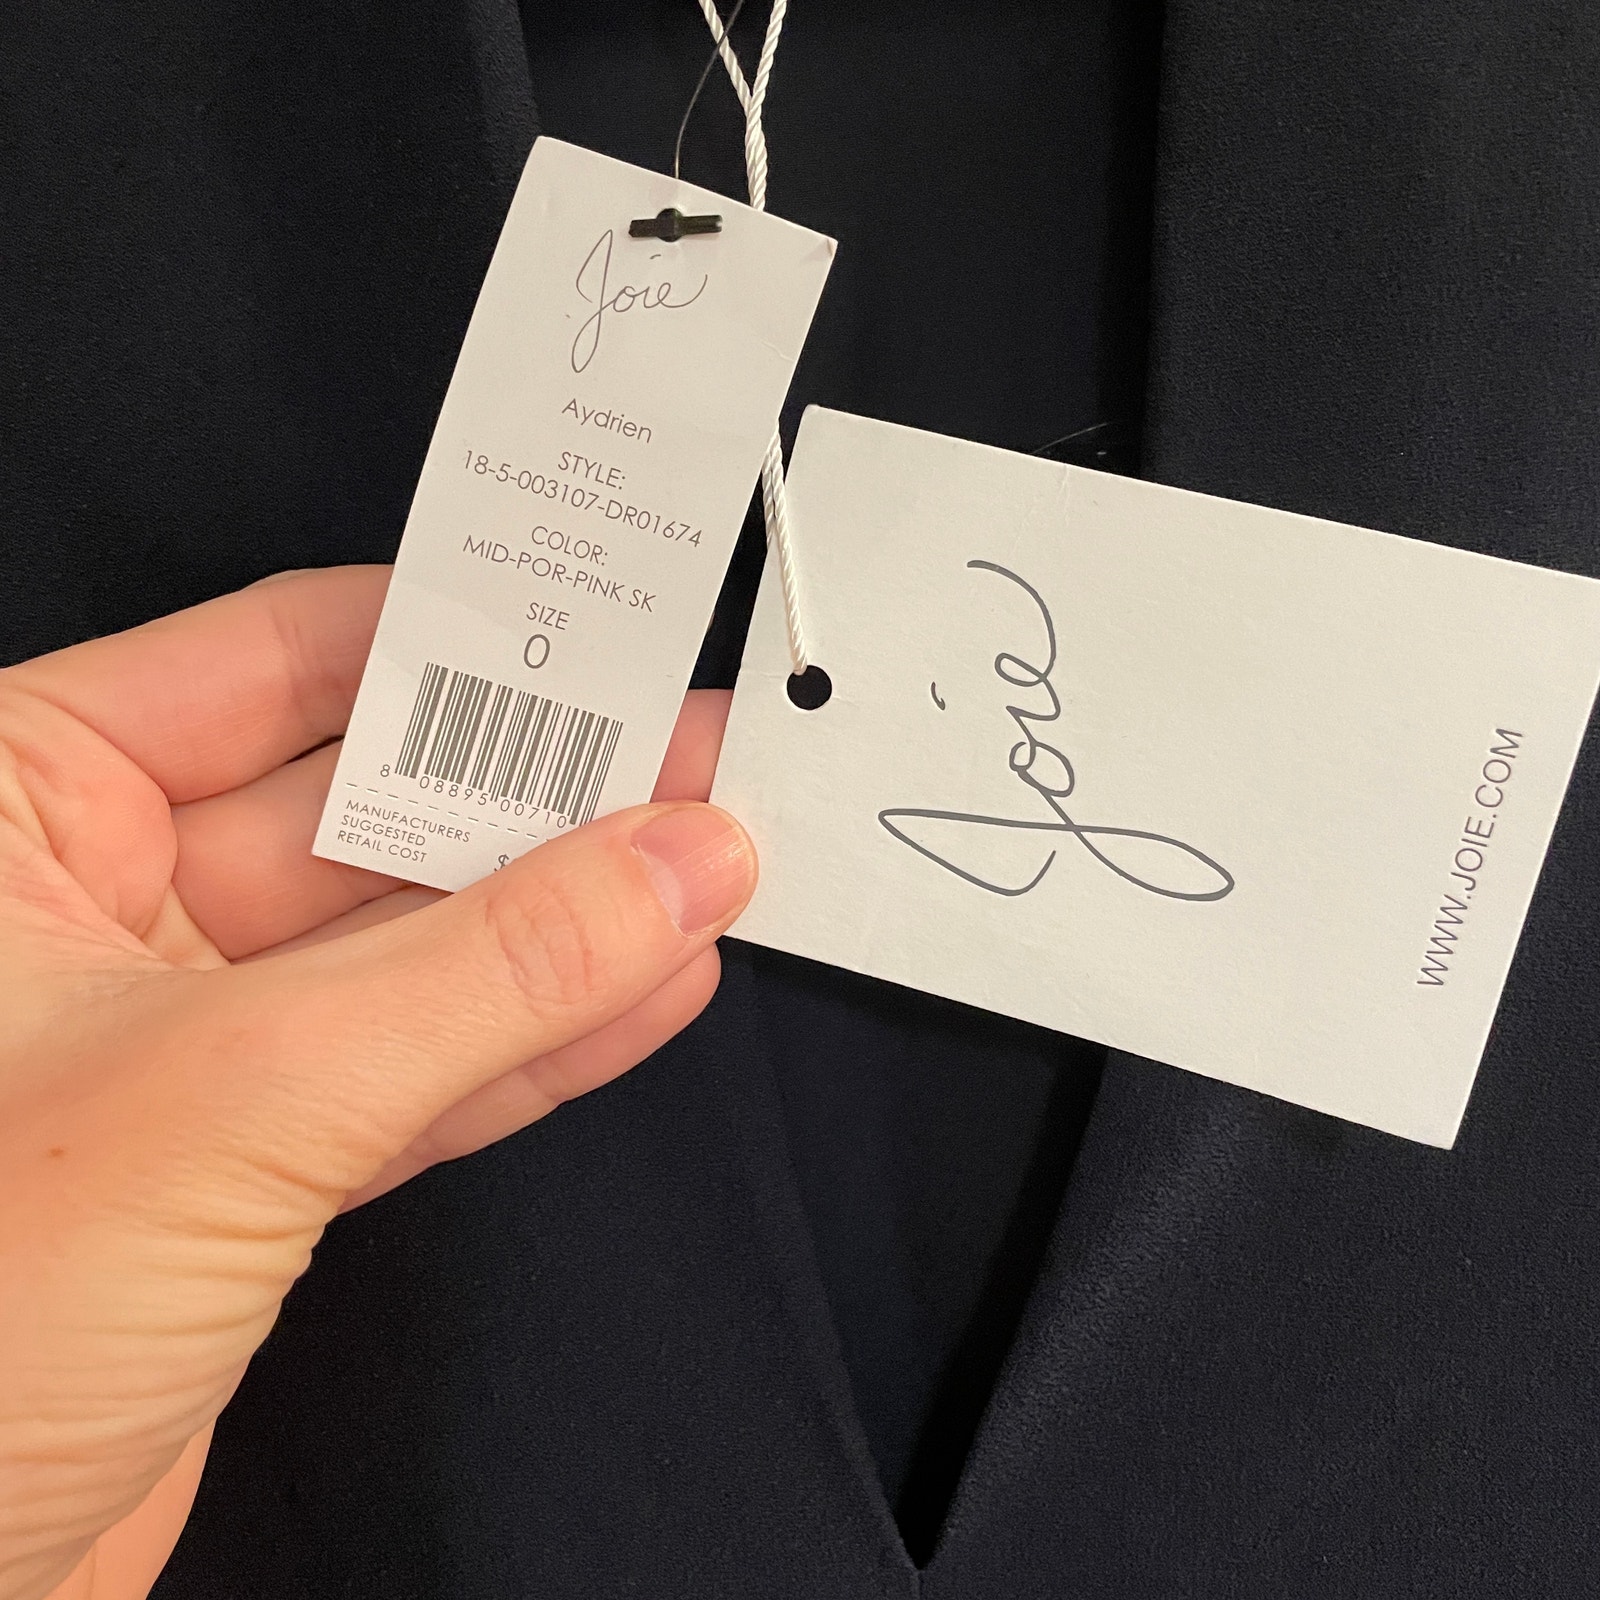 Joie
Aydrien
STYLE:
18-5-003107-DR01674
COLOR:
MID-POR-PINK SK
SIZE
0
8 08895 00710
MANUFACTURERS
SUGGESTED
RETAIL COST
$
Joie
WWW.JOIE.COM